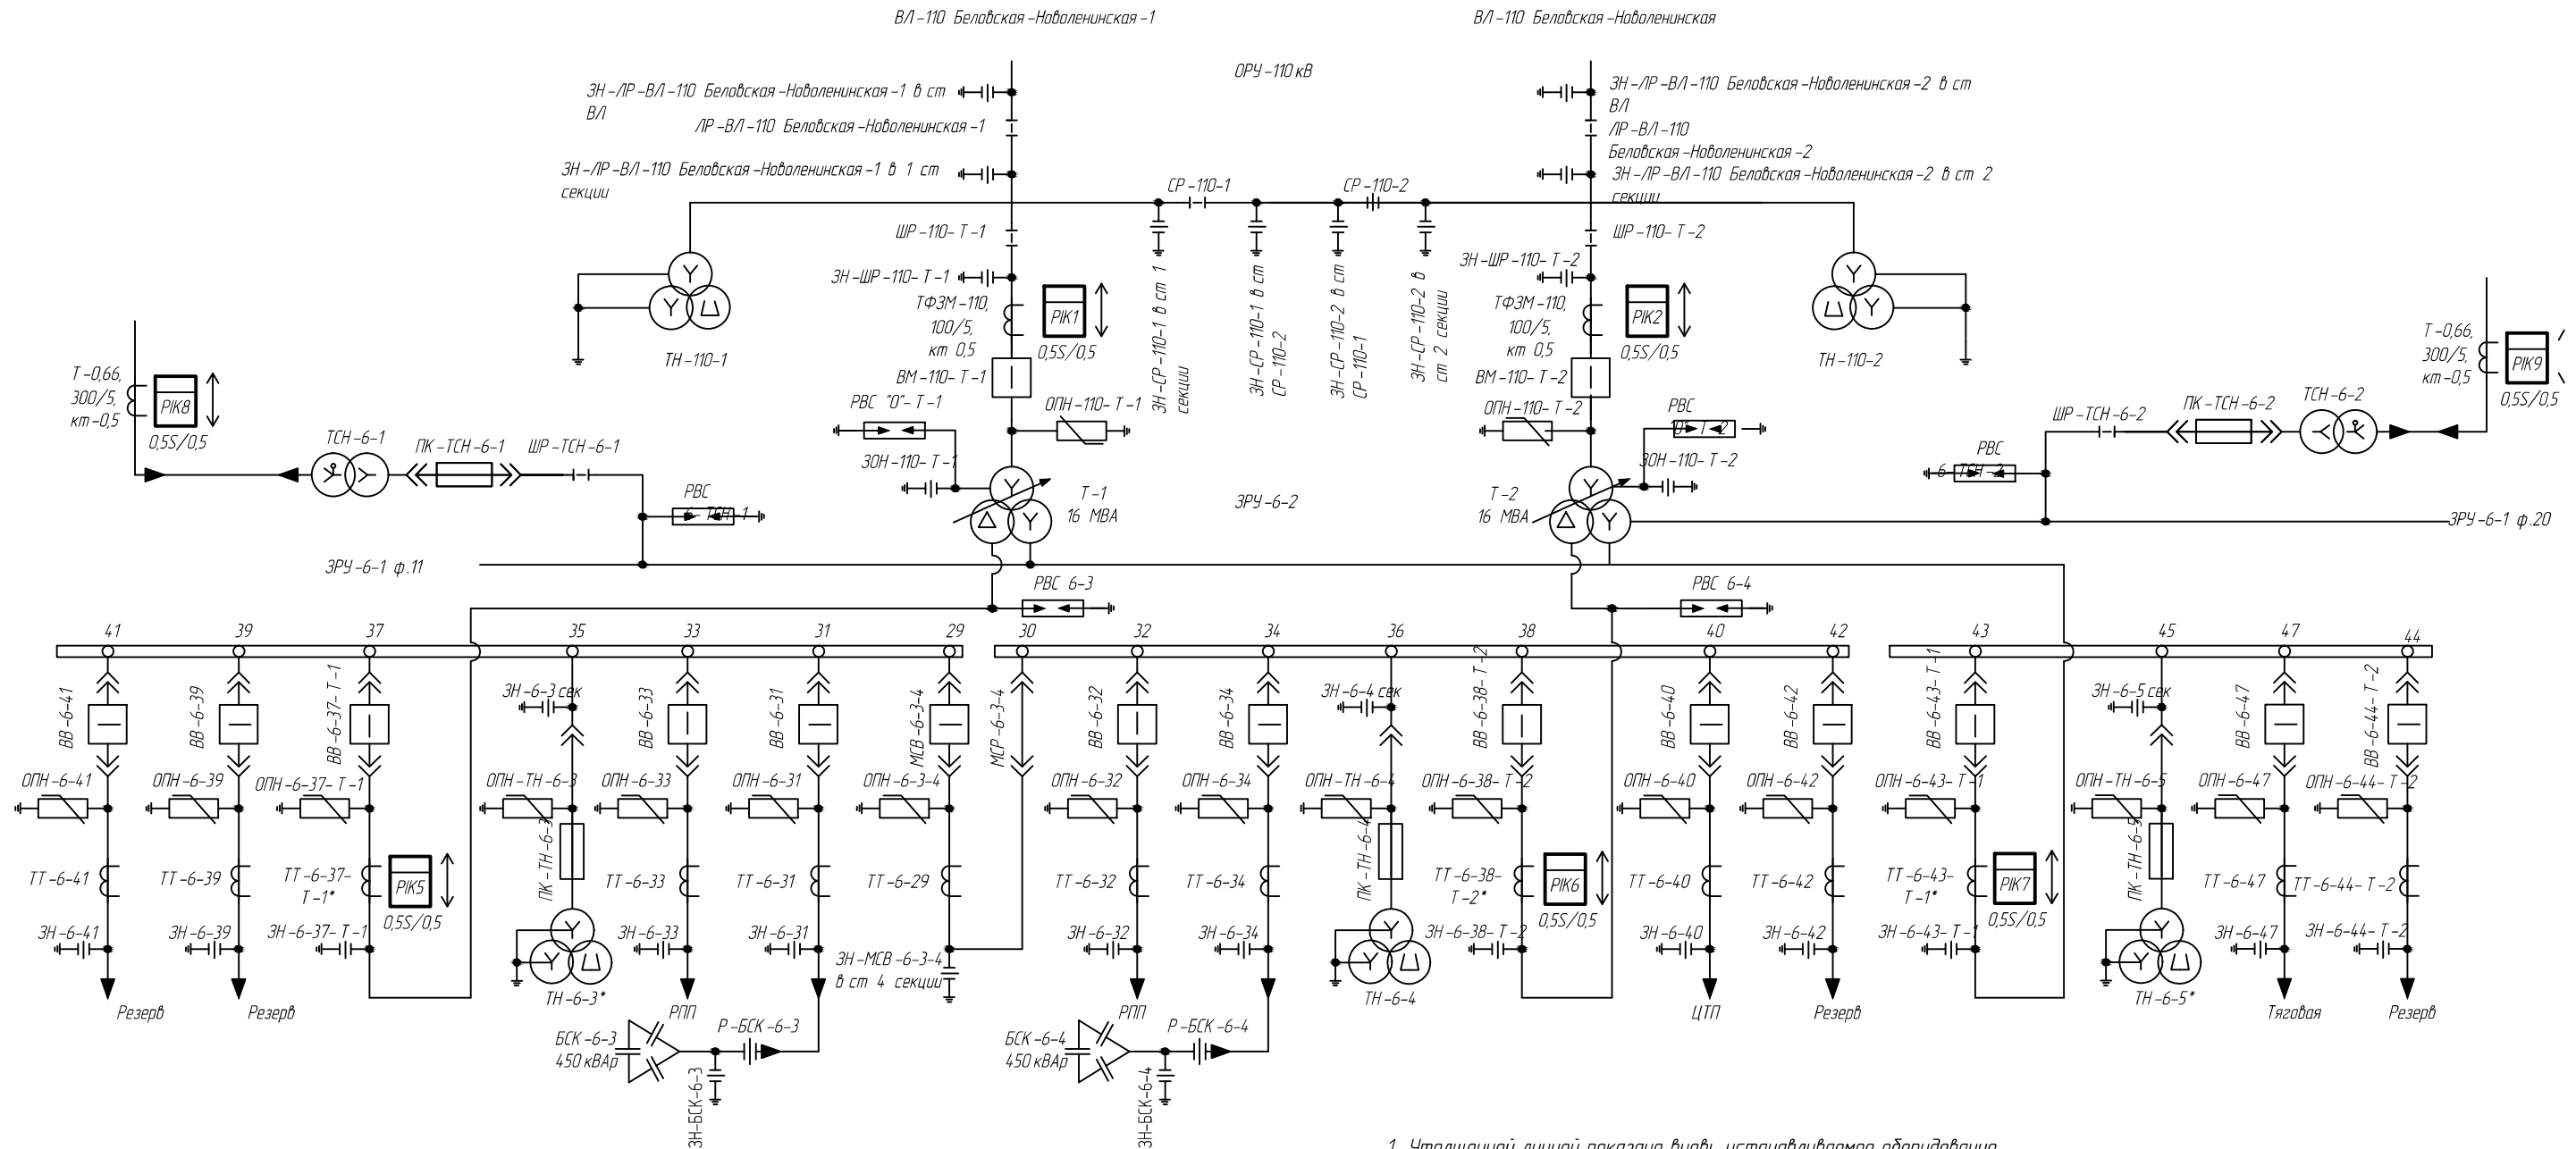 ВЛ-110 Беловская-Новоленинская-1
ВЛ-110 Беловская-Новоленинская
ОРУ-110 кВ
ЗН-ЛР-ВЛ-110 Беловская-Новоленинская-1 в ст
ВЛ
ЛР-ВЛ-110 Беловская-Новоленинская-1
ЗН-ЛР-ВЛ-110 Беловская-Новоленинская-1 в 1 ст
секции
ЗН-ЛР-ВЛ-110 Беловская-Новоленинская-2 в ст
ВЛ
ЛР-ВЛ-110
Беловская-Новоленинская-2
ЗН-ЛР-ВЛ-110 Беловская-Новоленинская-2 в ст 2
секции
СР-110-1
СР-110-2
ШР-110-Т-1
ЗН-ШР-110-Т-1
ТФЗМ-110,
100/5,
кт 0,5
PIK1
0,5S/0,5
ВМ-110-Т-1
РВС "0"-Т-1
ОПН-110-Т-1
ЗОН-110-Т-1
Т-1
16 МВА
ТН-110-1
ЗН-СР-110-1 в ст 1
секции
ЗН-СР-110-1 в ст
СР-110-2
ЗН-СР-110-2 в ст
СР-110-1
ЗН-СР-110-2 в
ст 2 секции
ШР-110-Т-2
ЗН-ШР-110-Т-2
ТФЗМ-110,
100/5,
кт 0,5
PIK2
0,5S/0,5
ВМ-110-Т-2
ОПН-110-Т-2
РВС
"0"-Т-2
ЗОН-110-Т-2
Т-2
16 МВА
ТН-110-2
Т-0,66,
300/5,
кт-0,5
PIK8
0,5S/0,5
ТСН-6-1
ПК-ТСН-6-1
ШР-ТСН-6-1
РВС
6-ТСН-1
ЗРУ-6-1 ф.11
ЗРУ-6-2
Т-0,66,
300/5,
кт-0,5
PIK9
0,5S/0,5
ШР-ТСН-6-2
ПК-ТСН-6-2
ТСН-6-2
РВС
6-ТСН-2
ЗРУ-6-1 ф.20
РВС 6-3
РВС 6-4
41
39
37
35
33
31
29
30
32
34
36
38
40
42
43
45
47
44
ВВ-6-41
ВВ-6-39
ВВ-6-37-Т-1
ЗН-6-3 сек
ВВ-6-33
ВВ-6-31
МСВ-6-3-4
МСР-6-3-4
ВВ-6-32
ВВ-6-34
ЗН-6-4 сек
ВВ-6-38-Т-2
ВВ-6-40
ВВ-6-42
ВВ-6-43-Т-1
ЗН-6-5 сек
ВВ-6-47
ВВ-6-44-Т-2
ОПН-6-41
ОПН-6-39
ОПН-6-37-Т-1
ОПН-ТН-6-3
ОПН-6-33
ОПН-6-31
ОПН-6-3-4
ОПН-6-32
ОПН-6-34
ОПН-ТН-6-4
ОПН-6-38-Т-2
ОПН-6-40
ОПН-6-42
ОПН-6-43-Т-1
ОПН-ТН-6-5
ОПН-6-47
ОПН-6-44-Т-2
ПК-ТН-6-3
ПК-ТН-6-4
ПК-ТН-6-5
ТТ-6-41
ТТ-6-39
ТТ-6-37-
Т-1*
PIK5
0,5S/0,5
ТТ-6-33
ТТ-6-31
ТТ-6-29
ТТ-6-32
ТТ-6-34
ТТ-6-38-
Т-2*
PIK6
0,5S/0,5
ТТ-6-40
ТТ-6-42
ТТ-6-43-
Т-1*
PIK7
0,5S/0,5
ТТ-6-47
ТТ-6-44-Т-2
ЗН-6-41
ЗН-6-39
ЗН-6-37-Т-1
ЗН-6-33
ЗН-6-31
ЗН-МСВ-6-3-4
в ст 4 секции
ЗН-6-32
ЗН-6-34
ЗН-6-38-Т-2
ЗН-6-40
ЗН-6-42
ЗН-6-43-Т-1
ЗН-6-47
ЗН-6-44-Т-2
Резерв
Резерв
ТН-6-3*
РПП
РПП
ТН-6-4
ЦТП
Резерв
ТН-6-5*
Тяговая
Резерв
БСК-6-3
450 кВАр
Р-БСК-6-3
ЗН-БСК-6-3
БСК-6-4
450 кВАр
Р-БСК-6-4
ЗН-БСК-6-4
1. Утолщенной линией показано вновь устанавливаемое оборудование